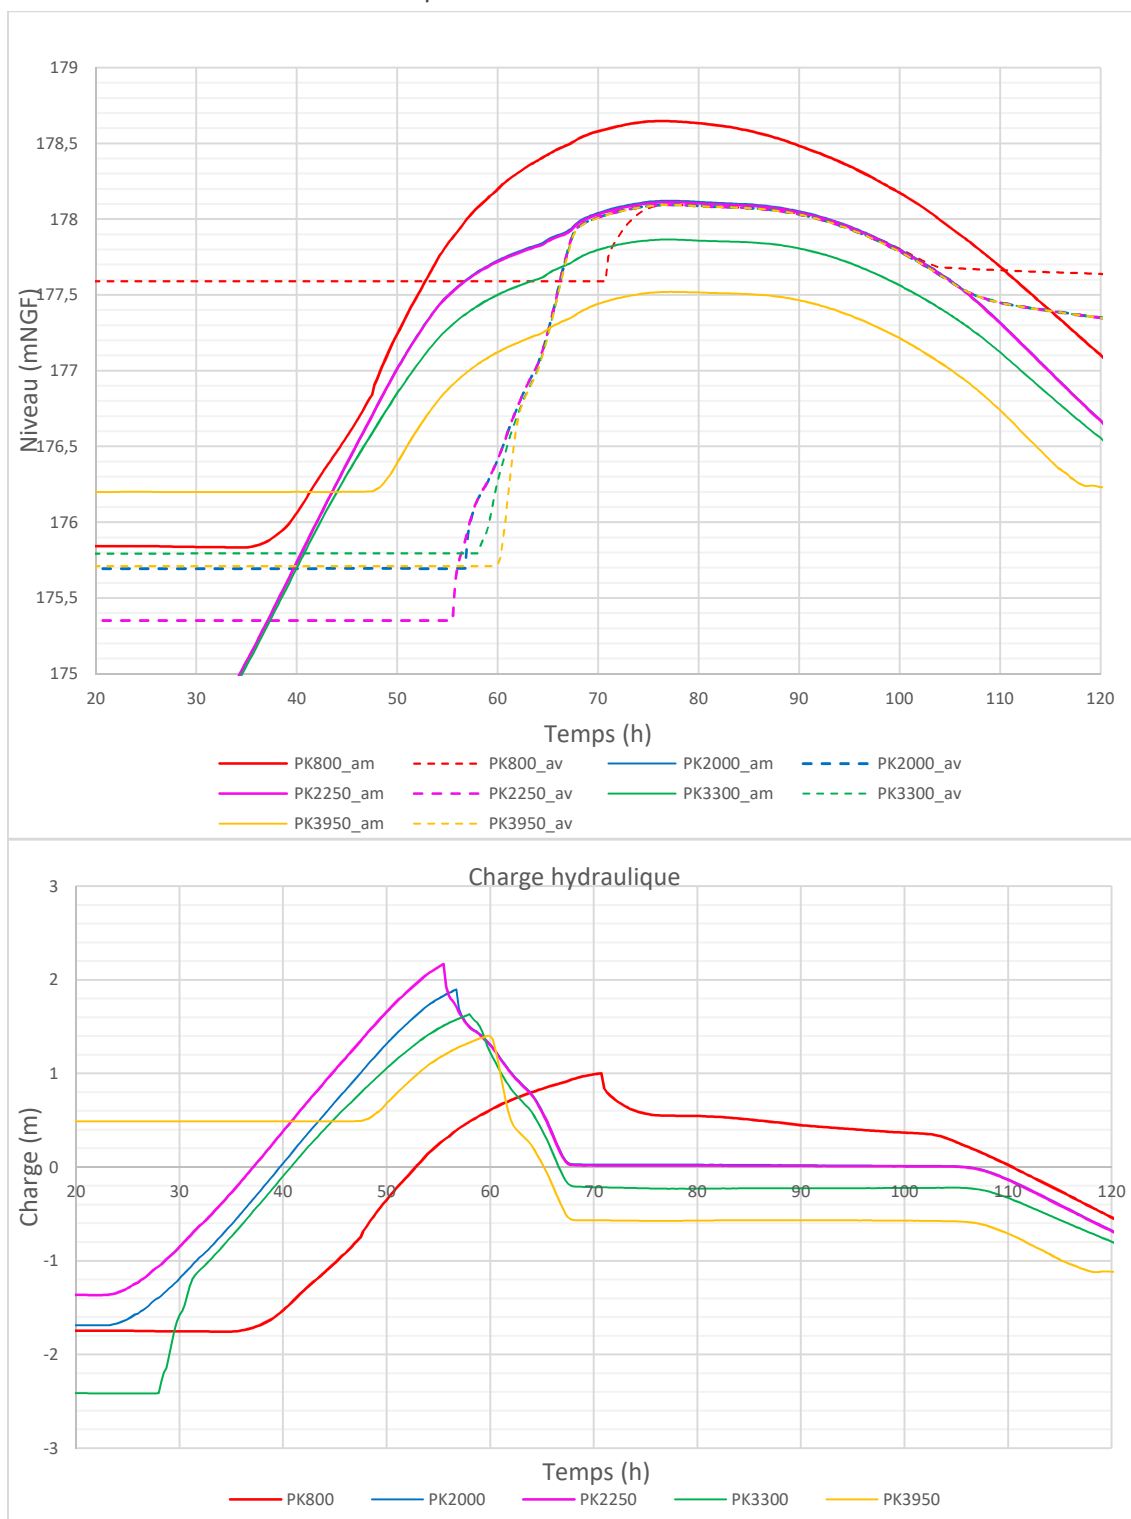 179
178,5
178
177,5
177
176,5
176
175,5
175
Niveau (mNGF)
20 30 40 50 60 70 80 90 100 110 120
Temps (h)
PK800_am PK800_av PK2000_am PK2000_av
PK2250_am PK2250_av PK3300_am PK3300_av
PK3950_am PK3950_av
Charge hydraulique
3
2
1
0
-1
-2
-3
Charge (m)
20 30 40 50 60 70 80 90 100 110 120
Temps (h)
PK800 PK2000 PK2250 PK3300 PK3950